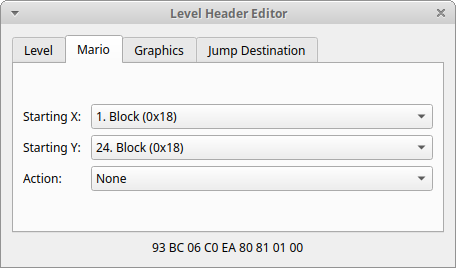 Level Header Editor
Level Mario Graphics Jump Destination
Starting X: 1. Block (0x18)
Starting Y: 24. Block (0x18)
Action: None
93 BC 06 C0 EA 80 81 01 00